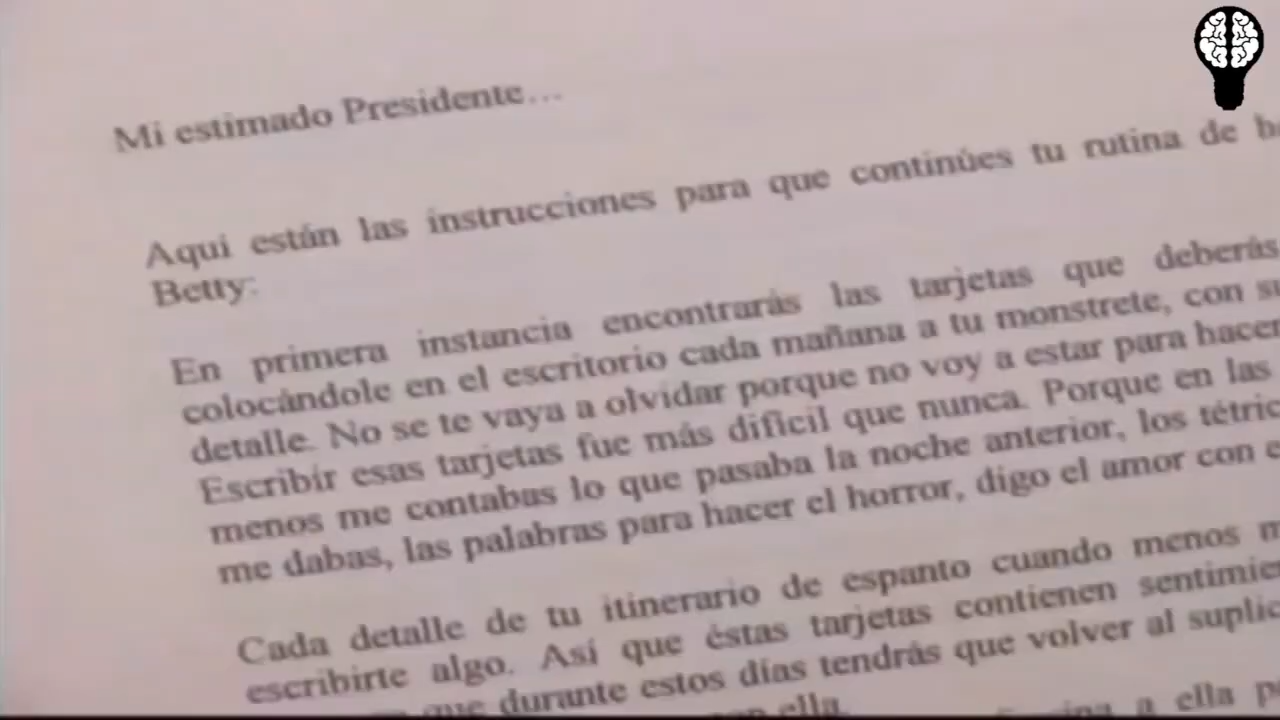 Mi estimado Presidente...
Aquí están las instrucciones para que continúes tu rutina de
Betty:
En primera instancia encontrarás las tarjetas que deberás
colocándole en el escritorio cada mañana a tu monstrete, con
detalle. No se te vaya a olvidar porque no voy a estar para hacer
Escribir esas tarjetas fue más difícil que nunca. Porque en las
menos me contabas lo que pasaba la noche anterior, los
me dabas, las palabras para hacer el horror, digo el amor con
Cada detalle de tu itinerario de espanto cuando menos
escribirte algo. Así que éstas tarjetas contienen
que durante estos días tendrás que volver al
ella.
a ella